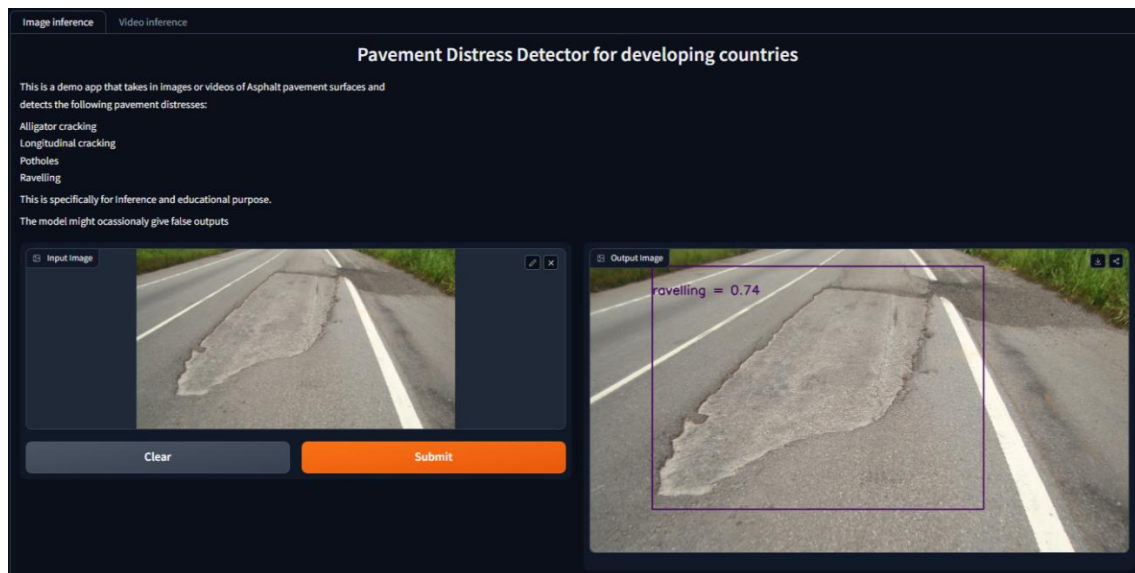 Image inference
Video inference
Pavement Distress Detector for developing countries
This is a demo app that takes in images or videos of Asphalt pavement surfaces and
detects the following pavement distresses:
Alligator cracking
Longitudinal cracking
Potholes
Ravelling
This is specifically for Inference and educational purpose.
The model might ocassionaly give false outputs
Input Image
Output Image
ravelling = 0.74
Clear
Submit